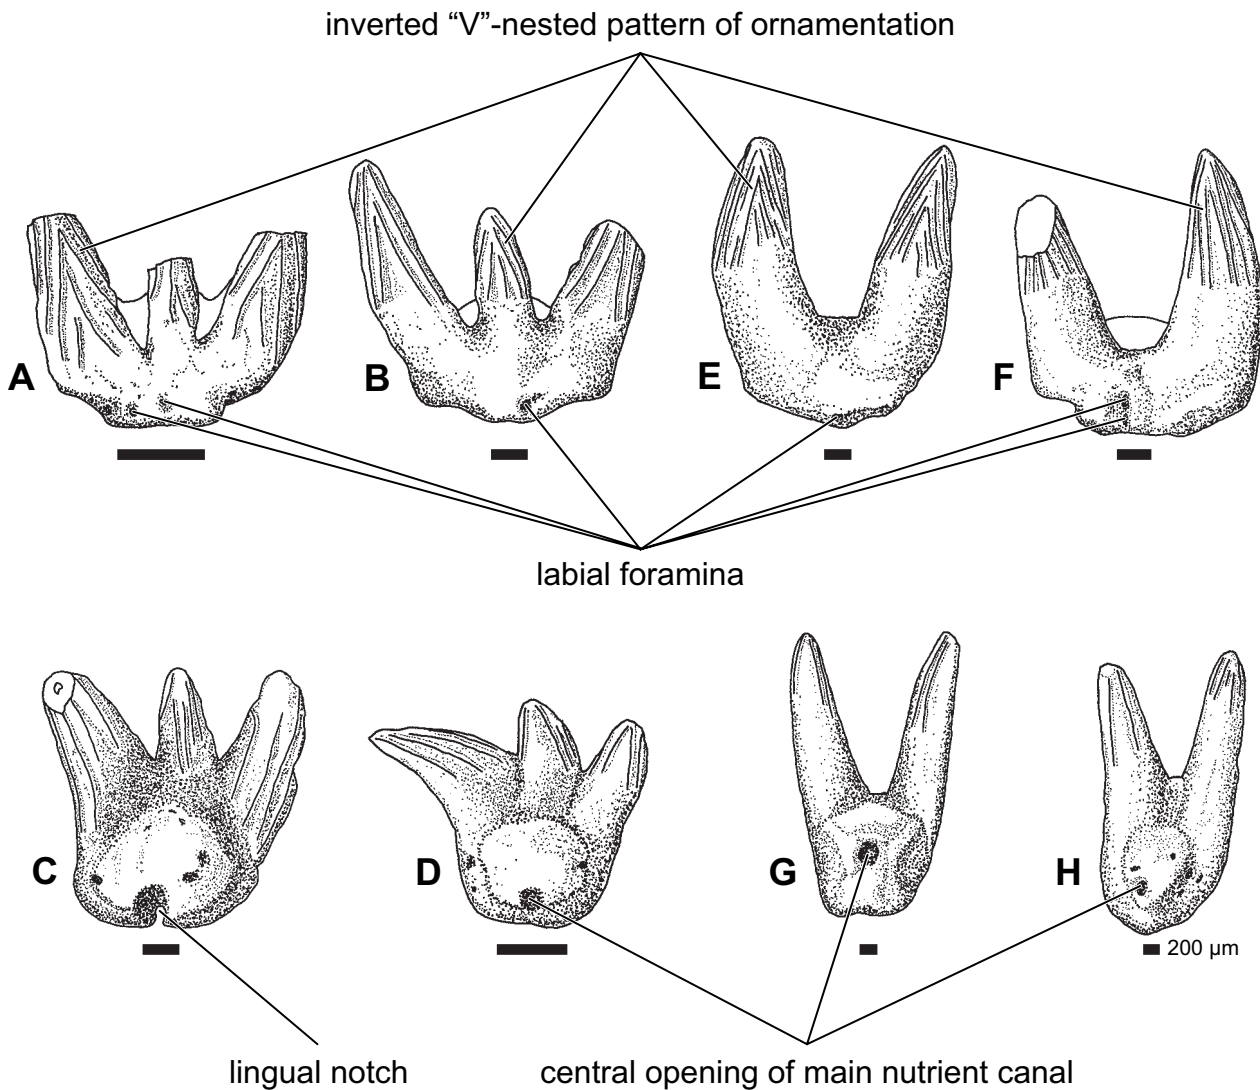 inverted “V”-nested pattern of ornamentation
A
B
E
F
labial foramina
C
D
G
H
200 µm
lingual notch
central opening of main nutrient canal